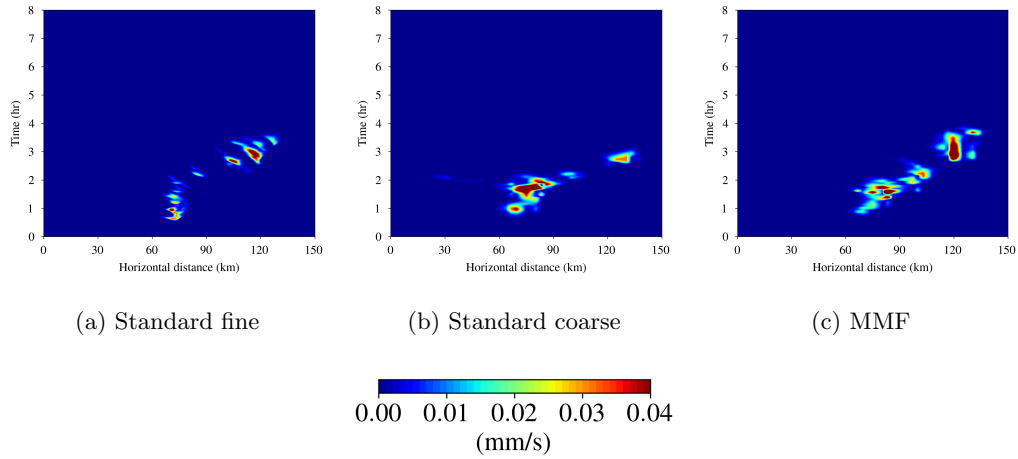 8
7
6
5
4
3
2
1
0
Time (hr)
0 30 60 90 120 150
Horizontal distance (km)
(a) Standard fine
8
7
6
5
4
3
2
1
0
Time (hr)
0 30 60 90 120 150
Horizontal distance (km)
(b) Standard coarse
8
7
6
5
4
3
2
1
0
Time (hr)
0 30 60 90 120 150
Horizontal distance (km)
(c) MMF
0.00 0.01 0.02 0.03 0.04
(mm/s)